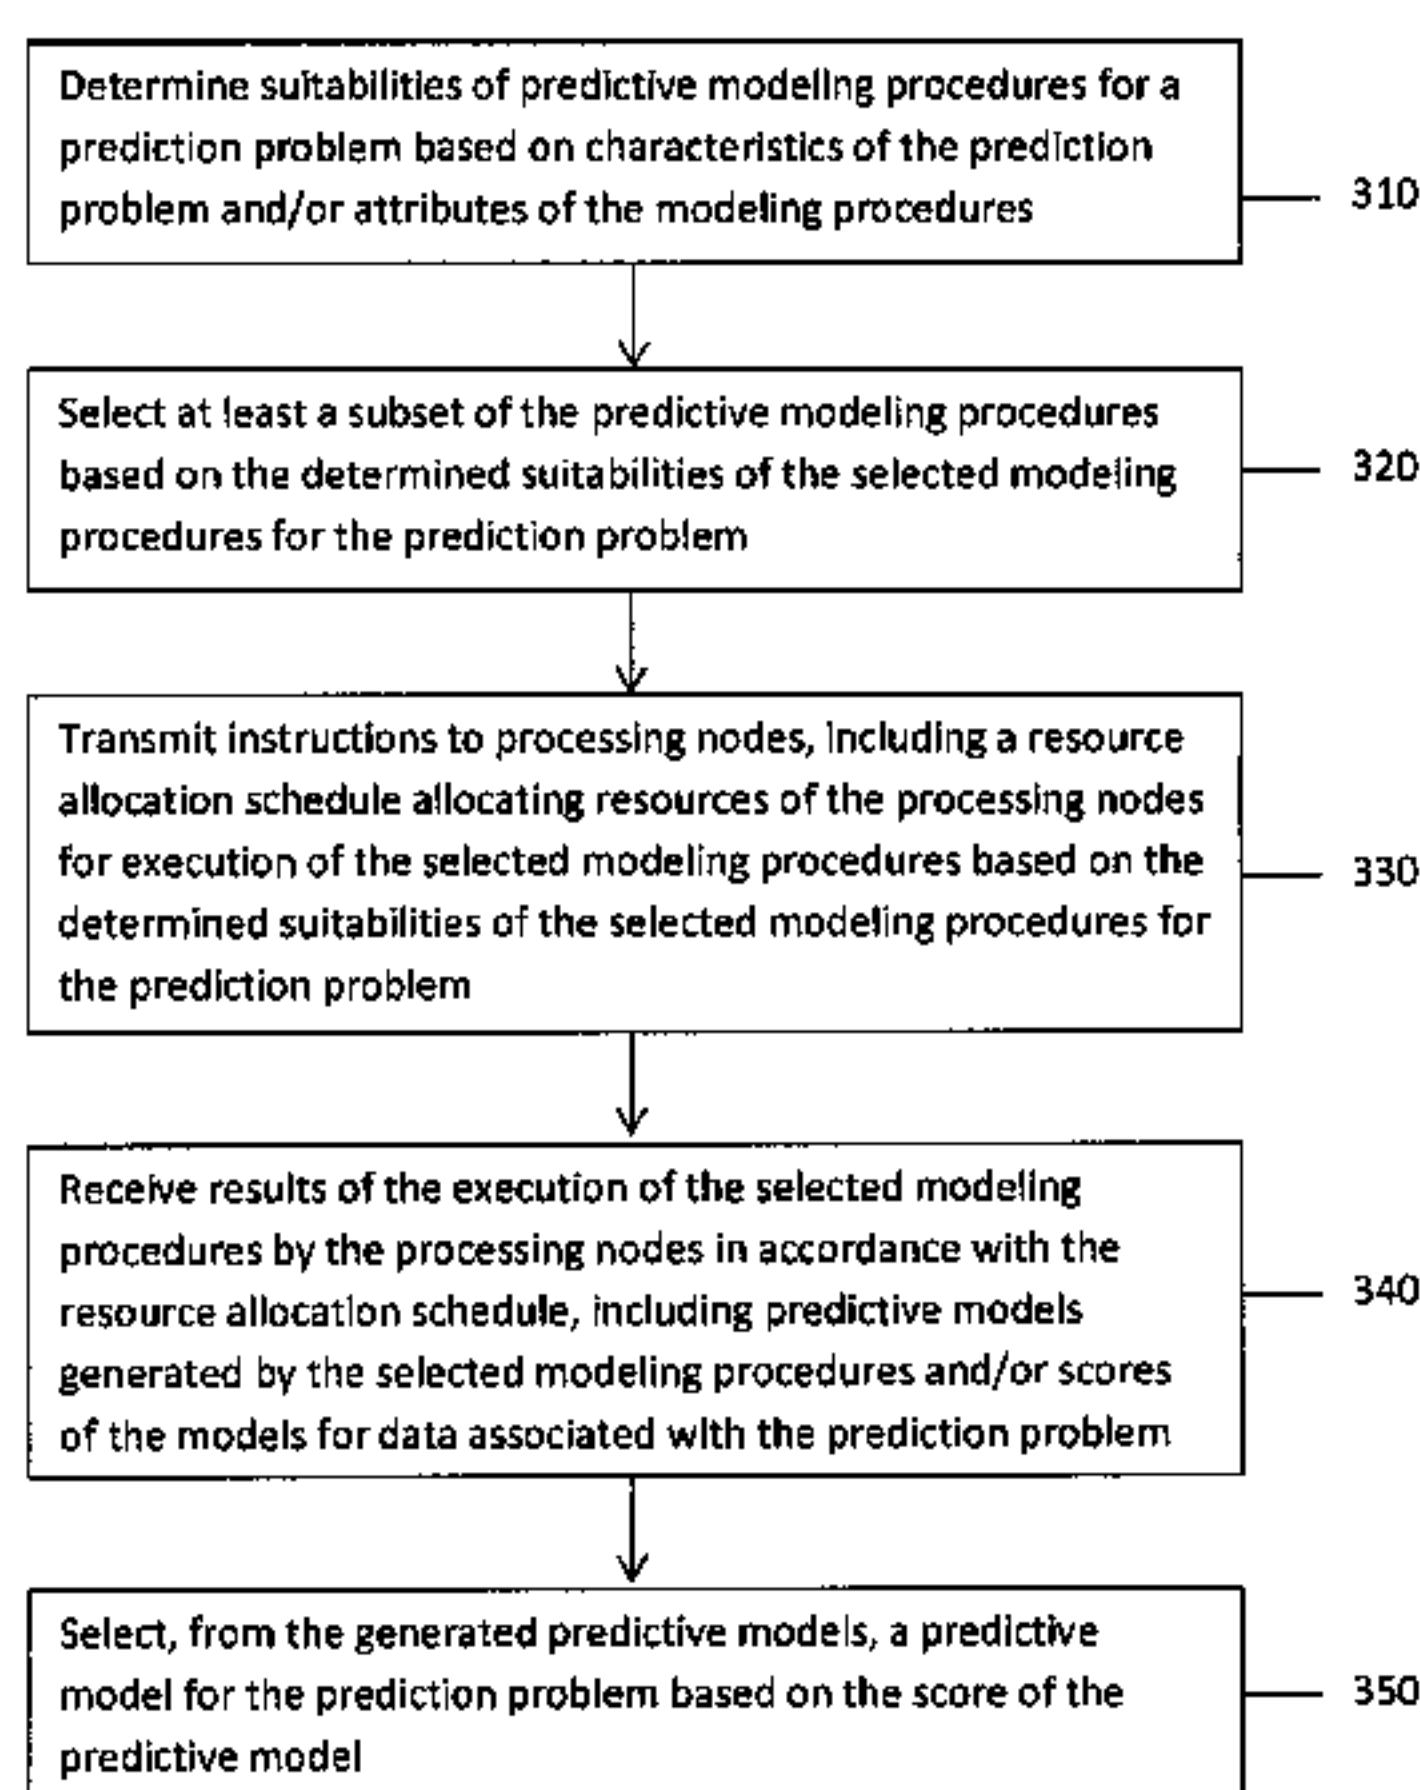 Determine suitabilities of predictive modeling procedures for a
prediction problem based on characteristics of the prediction
problem and/or attributes of the modeling procedures
310
Select at least a subset of the predictive modeling procedures
based on the determined suitabilities of the selected modeling
procedures for the prediction problem
320
Transmit instructions to processing nodes, including a resource
allocation schedule allocating resources of the processing nodes
for execution of the selected modeling procedures based on the
determined suitabilities of the selected modeling procedures for
the prediction problem
330
Receive results of the execution of the selected modeling
procedures by the processing nodes in accordance with the
resource allocation schedule, including predictive models
generated by the selected modeling procedures and/or scores
of the models for data associated with the prediction problem
340
Select, from the generated predictive models, a predictive
model for the prediction problem based on the score of the
predictive model
350